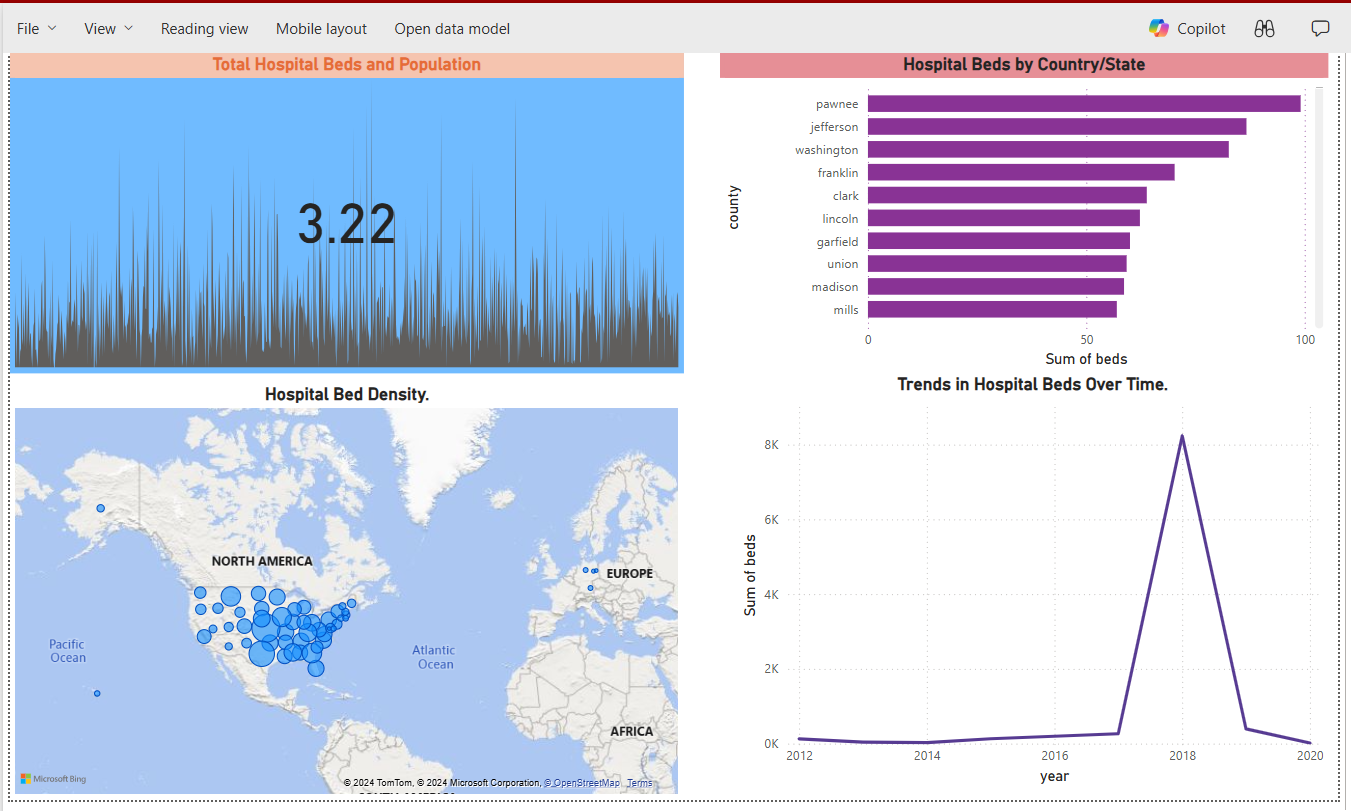 File View Reading view Mobile layout Open data model Copilot
Total Hospital Beds and Population
3.22
Hospital Beds by Country/State
county
pawnee
jefferson
washington
franklin
clark
lincoln
garfield
union
madison
mills
0 50 100
Sum of beds
Hospital Bed Density.
NORTH AMERICA
EUROPE
Pacific
Ocean
Atlantic
Ocean
AFRICA
Microsoft Bing
© 2024 TomTom, © 2024 Microsoft Corporation, © OpenStreetMap Terms
Trends in Hospital Beds Over Time.
Sum of beds
8K
6K
4K
2K
0K
2012 2014 2016 2018 2020
year